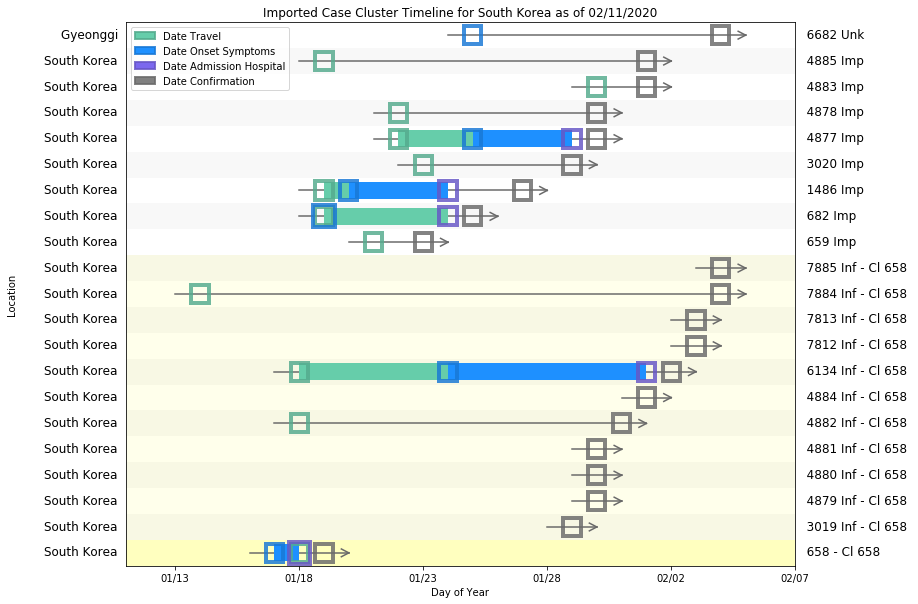 Imported Case Cluster Timeline for South Korea as of 02/11/2020
Date Travel
Date Onset Symptoms
Date Admission Hospital
Date Confirmation
Gyeonggi 6682 Unk
South Korea 4885 Imp
South Korea 4883 Imp
South Korea 4878 Imp
South Korea 4877 Imp
South Korea 3020 Imp
South Korea 1486 Imp
South Korea 682 Imp
South Korea 659 Imp
South Korea 7885 Inf - Cl 658
South Korea 7884 Inf - Cl 658
South Korea 7813 Inf - Cl 658
South Korea 7812 Inf - Cl 658
South Korea 6134 Inf - Cl 658
South Korea 4884 Inf - Cl 658
South Korea 4882 Inf - Cl 658
South Korea 4881 Inf - Cl 658
South Korea 4880 Inf - Cl 658
South Korea 4879 Inf - Cl 658
South Korea 3019 Inf - Cl 658
South Korea 658 - Cl 658
Location
01/13 01/18 01/23 01/28 02/02 02/07
Day of Year